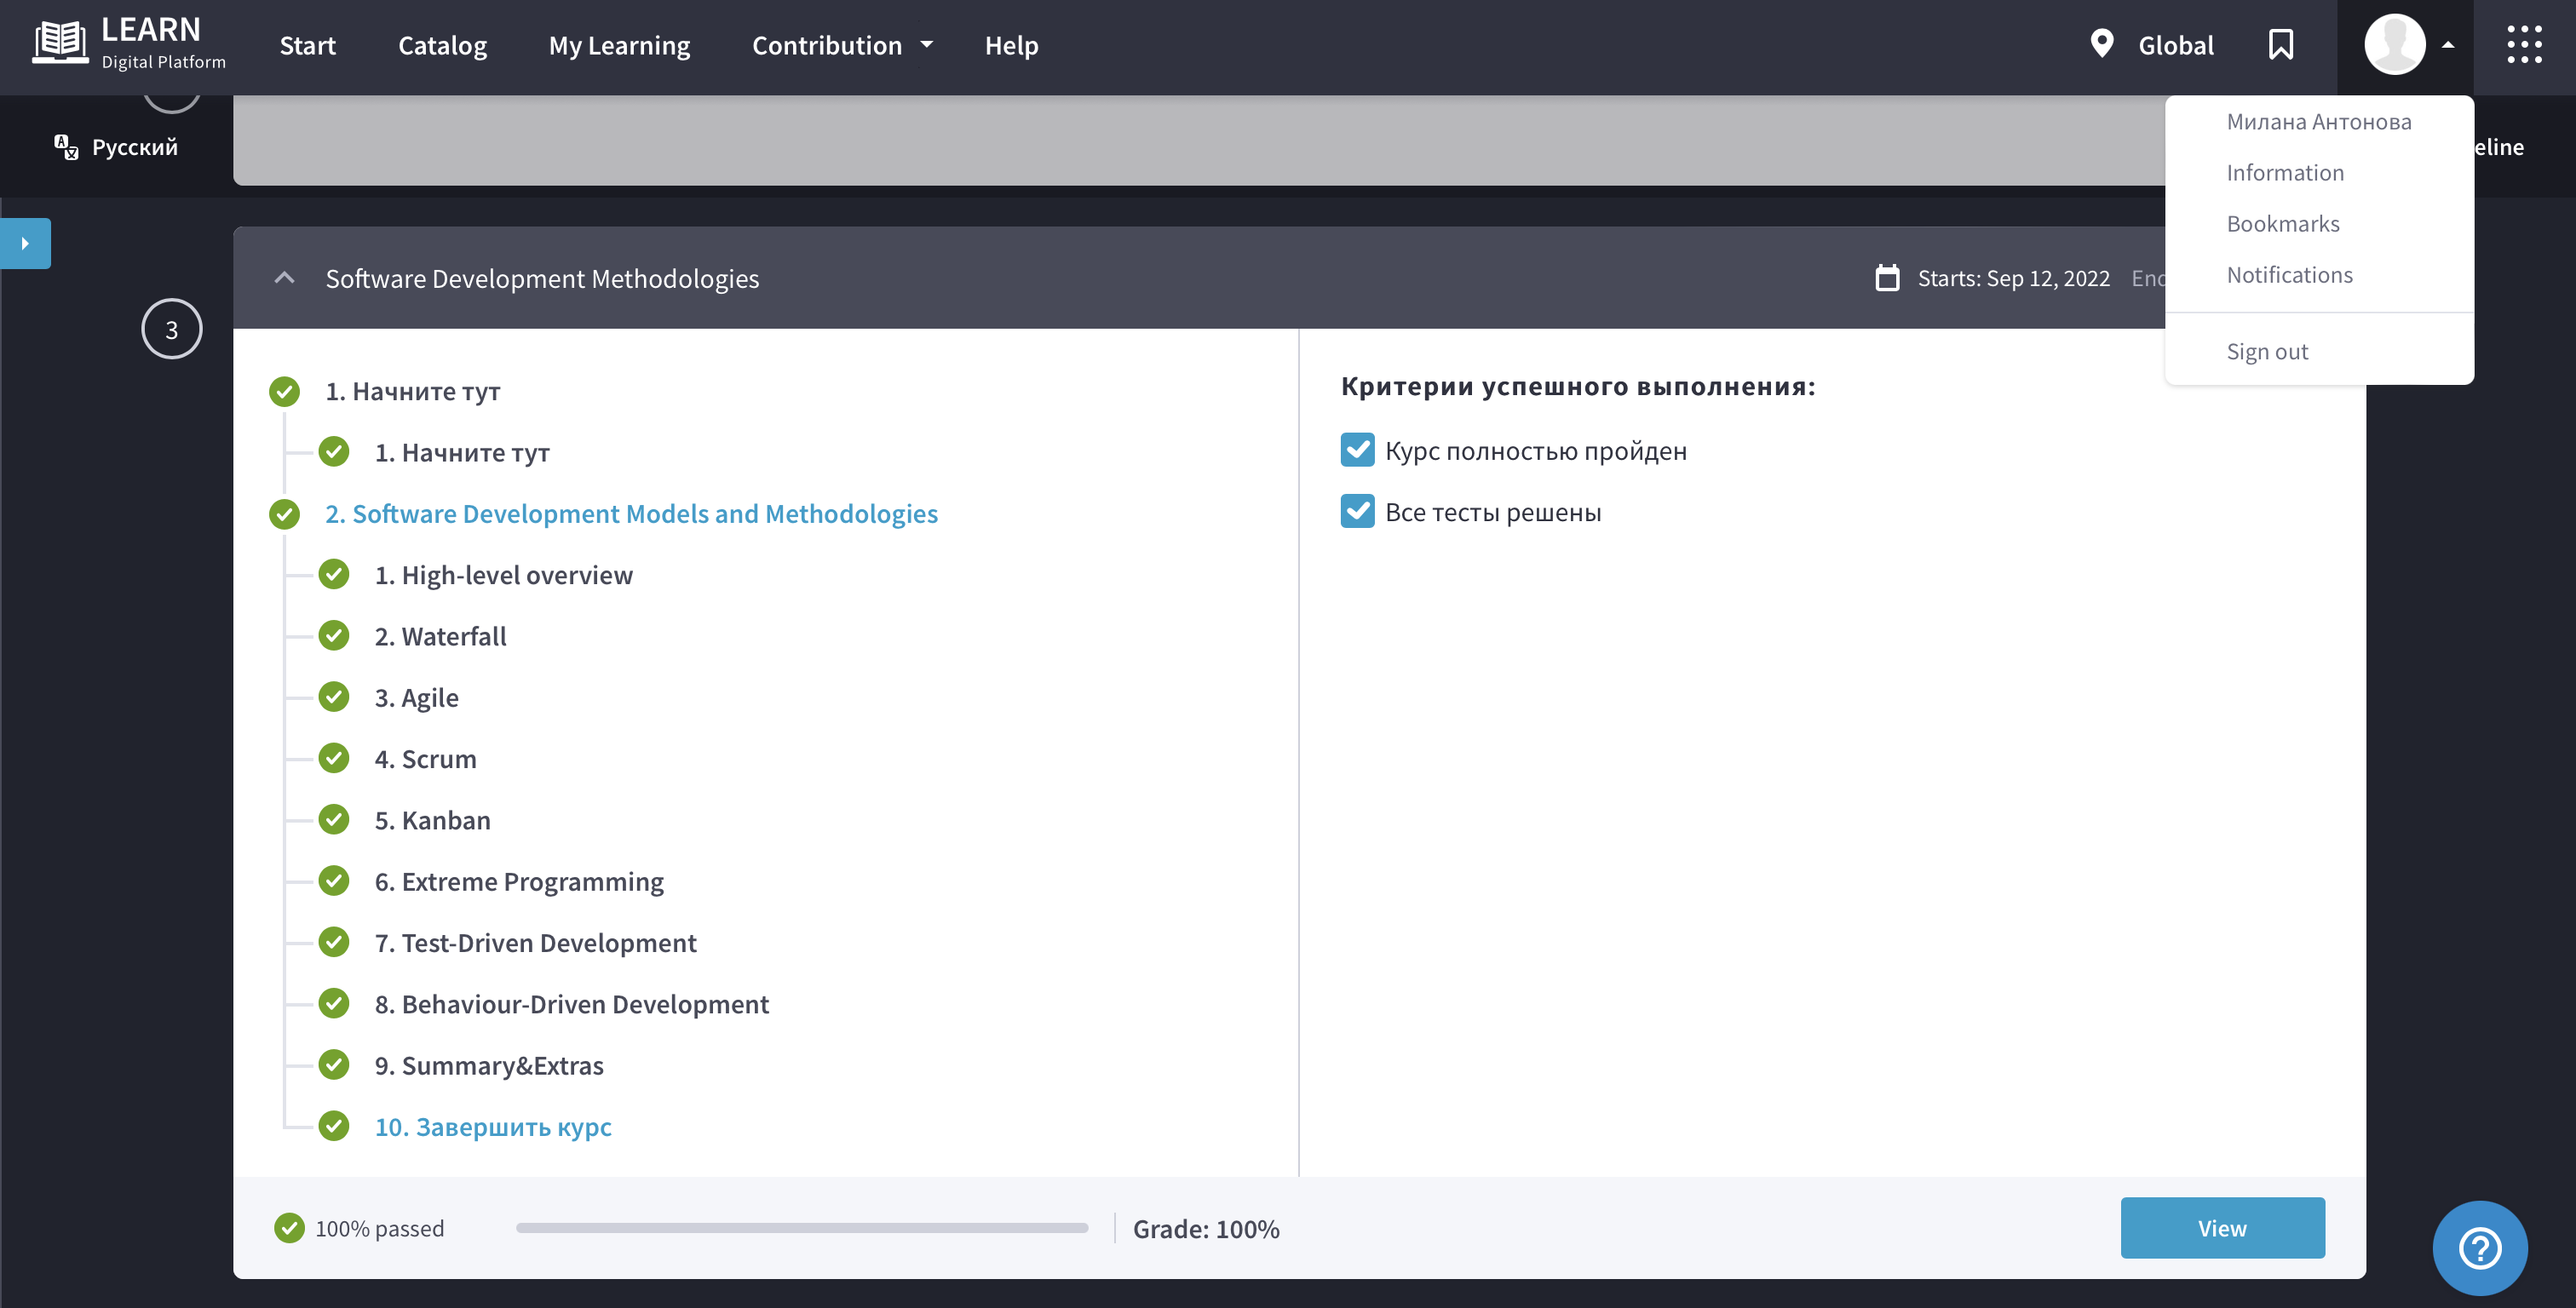 LEARN
Digital Platform
Start
Catalog
My Learning
Contribution
Help
Global
Русский
Милана Антонова
Information
Bookmarks
Notifications
Sign out
eline
Software Development Methodologies
Starts: Sep 12, 2022
3
1. Начните тут
1. Начните тут
2. Software Development Models and Methodologies
1. High-level overview
2. Waterfall
3. Agile
4. Scrum
5. Kanban
6. Extreme Programming
7. Test-Driven Development
8. Behaviour-Driven Development
9. Summary&Extras
10. Завершить курс
Критерии успешного выполнения:
Курс полностью пройден
Все тесты решены
100% passed
Grade: 100%
View